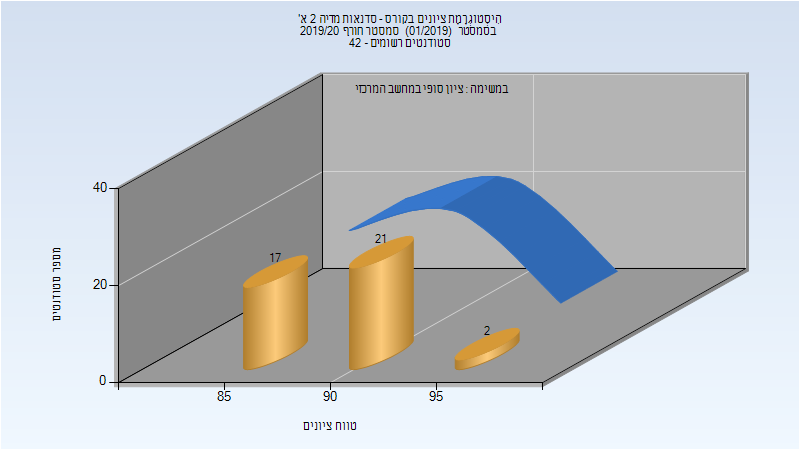 היסטוגרמת ציונים בקורס - סדנאות מדיה 2 א'
בסמסטר (01/2019) סמסטר חורף 2019/20
סטודנטים רשומים - 42
במשימה : ציון סופי במחשב המרכזי
מספר סטודנטים
40
20
0
17
21
2
85
90
95
טווח ציונים